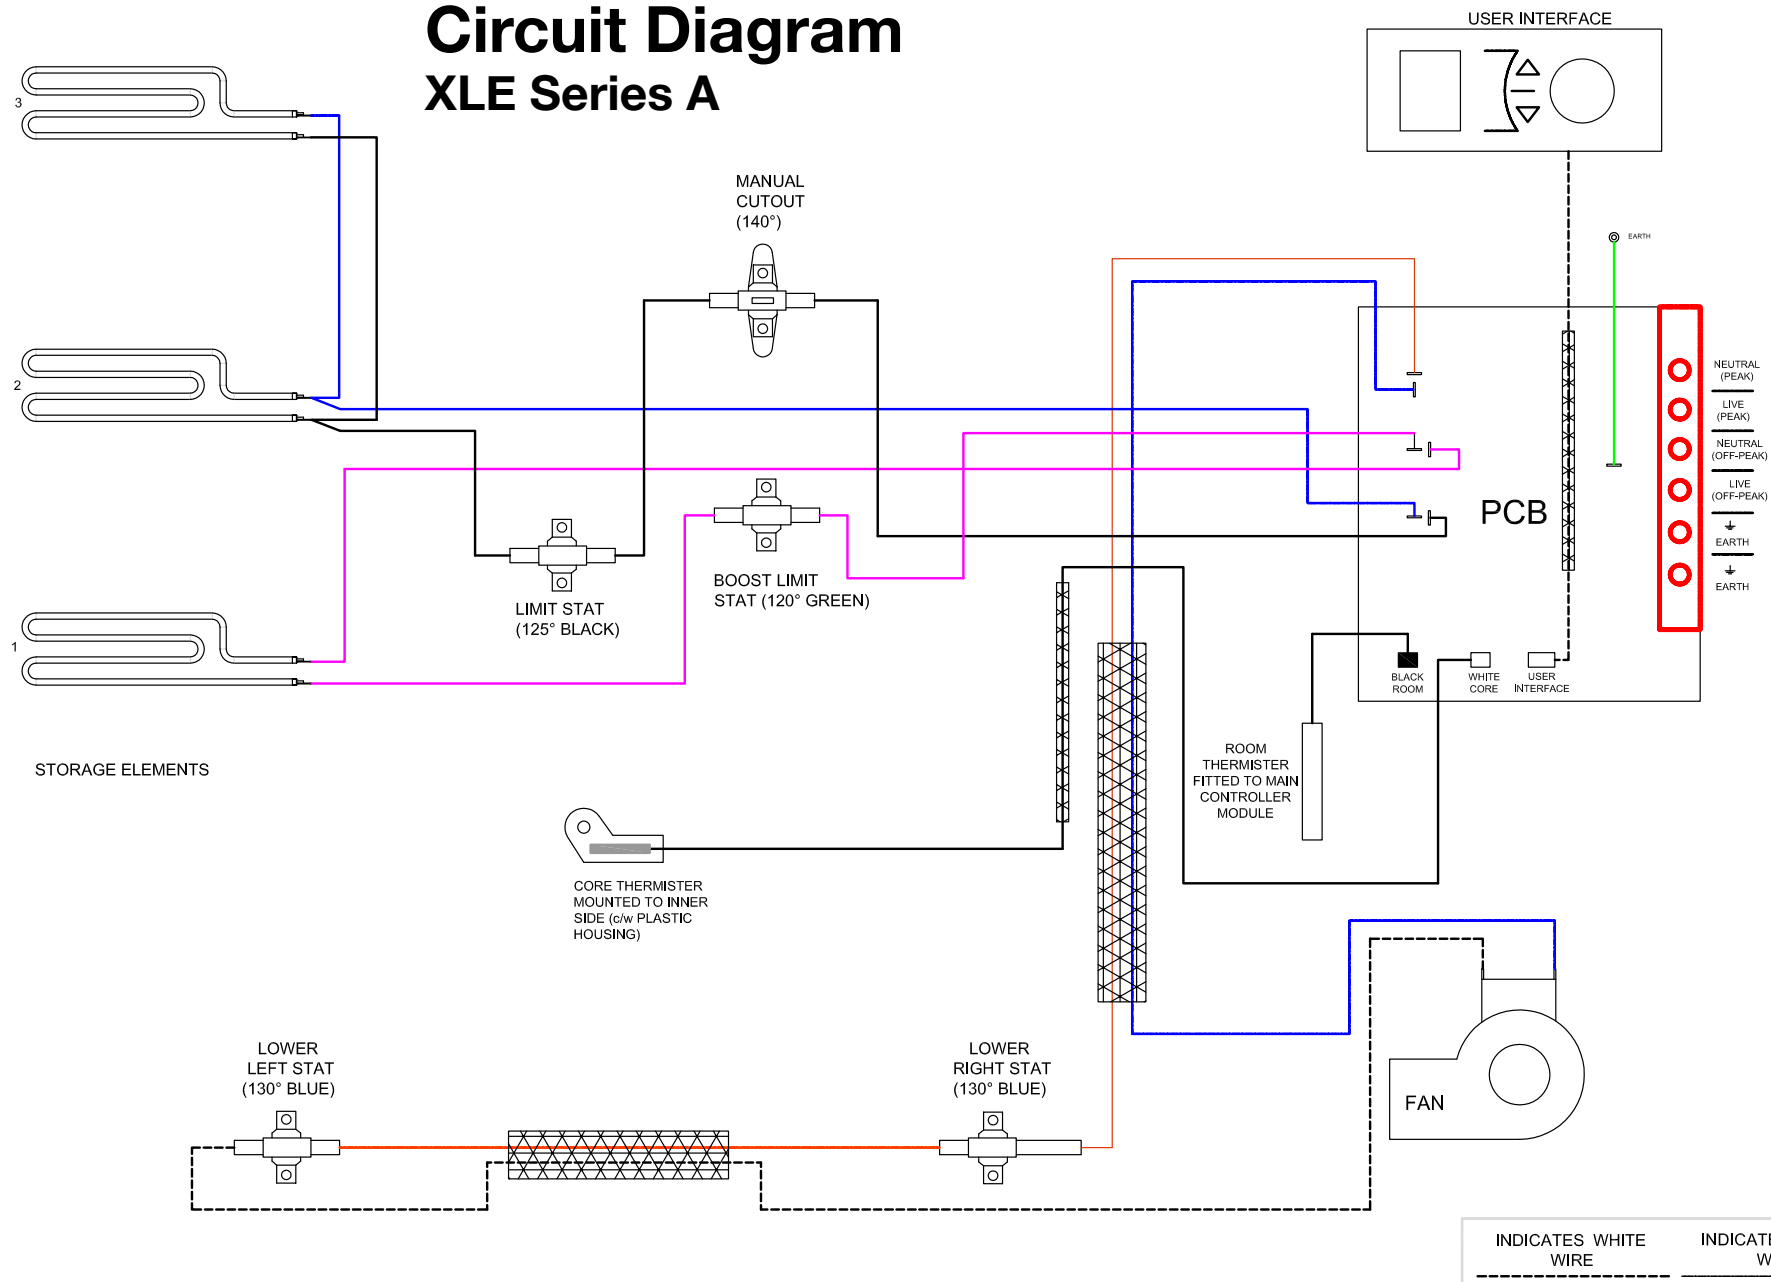 Circuit Diagram
XLE Series A
USER INTERFACE
3
MANUAL
CUTOUT
(140°)
EARTH
2
NEUTRAL
(PEAK)
LIVE
(PEAK)
NEUTRAL
(OFF-PEAK)
LIVE
(OFF-PEAK)
EARTH
EARTH
PCB
BOOST LIMIT
STAT (120° GREEN)
LIMIT STAT
(125° BLACK)
1
BLACK
ROOM
WHITE
CORE
USER
INTERFACE
STORAGE ELEMENTS
ROOM
THERMISTER
FITTED TO MAIN
CONTROLLER
MODULE
CORE THERMISTER
MOUNTED TO INNER
SIDE (c/w PLASTIC
HOUSING)
LOWER
LEFT STAT
(130° BLUE)
LOWER
RIGHT STAT
(130° BLUE)
FAN
INDICATES WHITE
WIRE